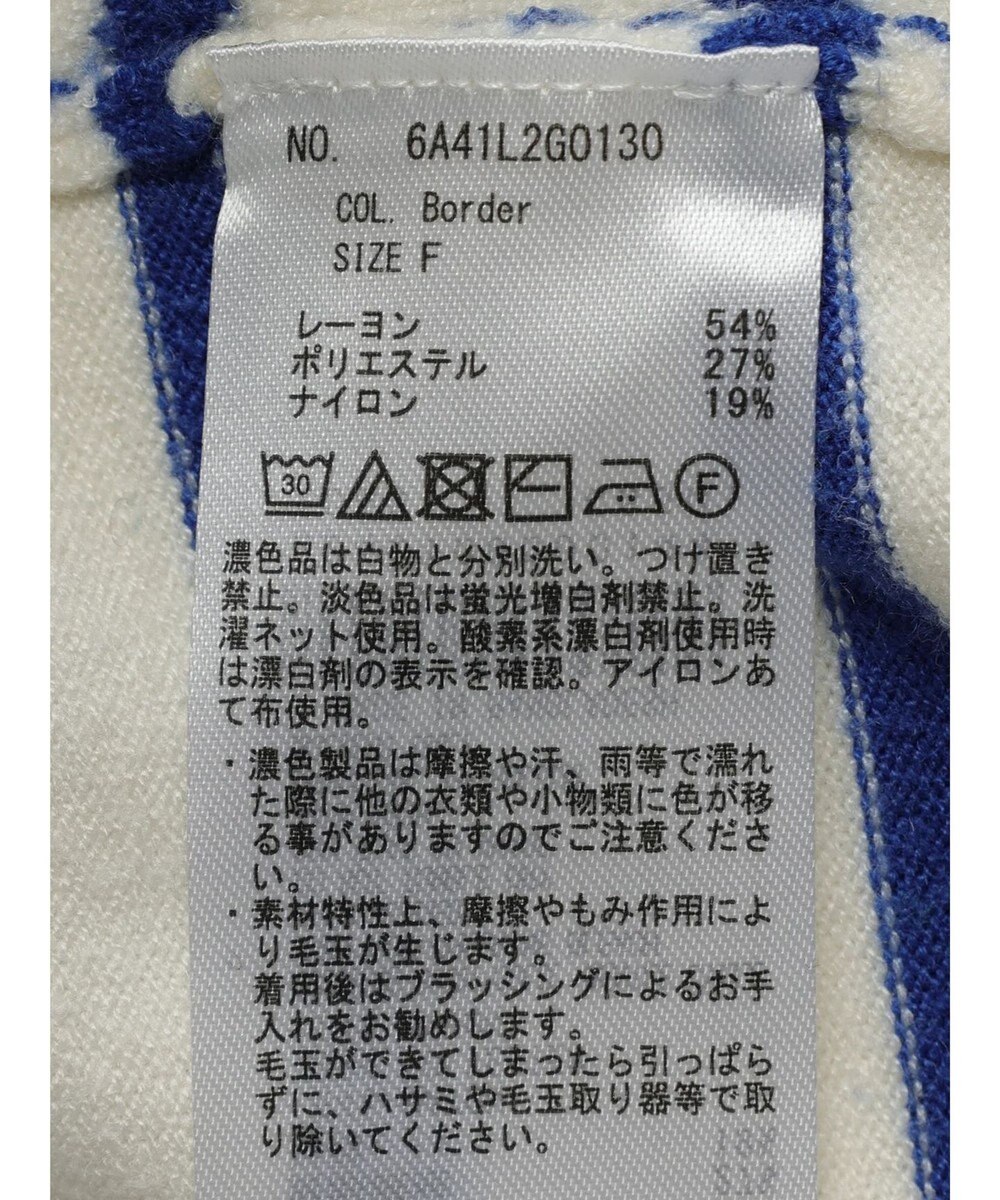 NO. 6A41L2G0130
COL. Border
SIZE F
レーヨン 54%
ポリエステル 27%
ナイロン 19%
30 F
濃色品は白物と分別洗い。つけ置き
禁止。淡色品は蛍光増白剤禁止。洗
濯ネット使用。酸素系漂白剤使用時
は漂白剤の表示を確認。アイロンあ
て布使用。
・濃色製品は摩擦や汗、雨等で濡れ
た際に他の衣類や小物類に色が移
る事がありますのでご注意くださ
い。
・素材特性上、摩擦やもみ作用によ
り毛玉が生じます。
着用後はブラッシングによるお手
入れをお勧めします。
毛玉ができてしまったら引っぱら
ずに、ハサミや毛玉取り器等で取
り除いてください。